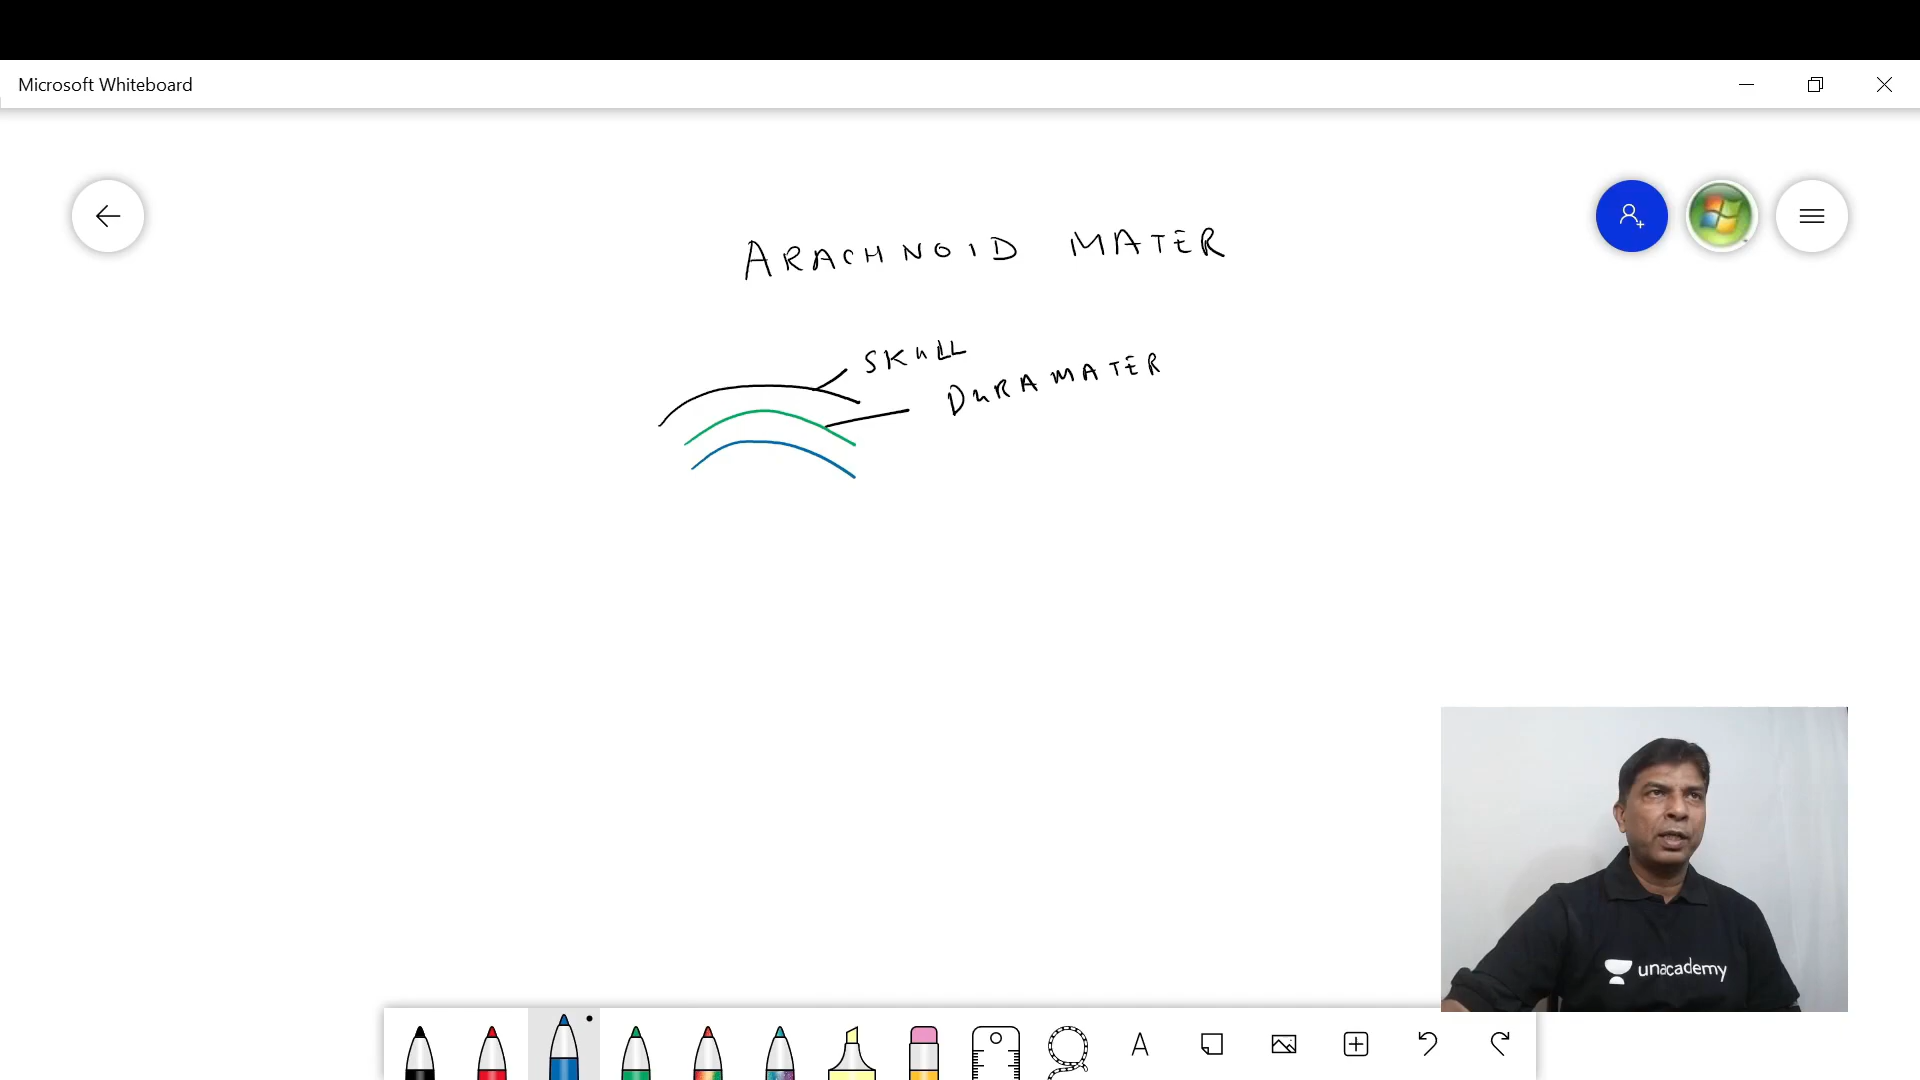 Microsoft Whiteboard
ARACHNOID MATER
SKULL
DURAMATER
unacademy